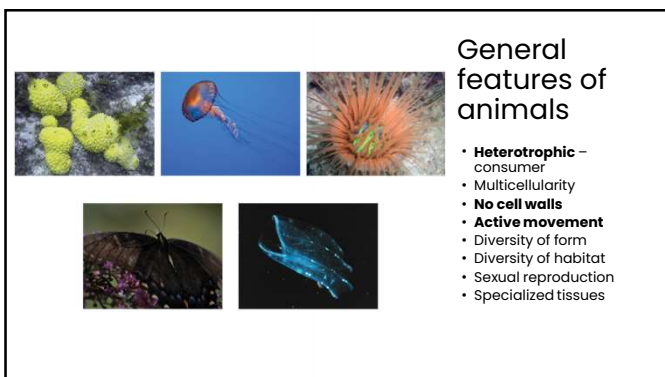 General
features of
animals
• Heterotrophic –
consumer
• Multicellularity
• No cell walls
• Active movement
• Diversity of form
• Diversity of habitat
• Sexual reproduction
• Specialized tissues